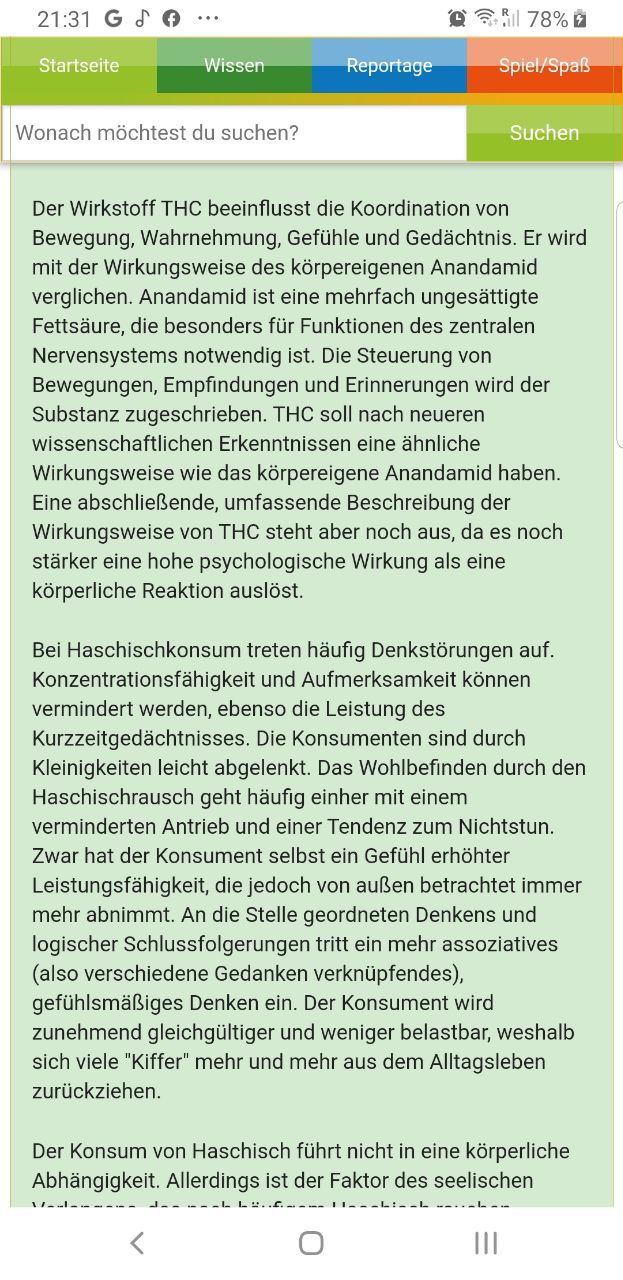 21:31
R
78%
Startseite
Wissen
Reportage
Spiel/Spaß
Wonach möchtest du suchen?
Suchen
Der Wirkstoff THC beeinflusst die Koordination von
Bewegung, Wahrnehmung, Gefühle und Gedächtnis. Er wird
mit der Wirkungsweise des körpereigenen Anandamid
verglichen. Anandamid ist eine mehrfach ungesättigte
Fettsäure, die besonders für Funktionen des zentralen
Nervensystems notwendig ist. Die Steuerung von
Bewegungen, Empfindungen und Erinnerungen wird der
Substanz zugeschrieben. THC soll nach neueren
wissenschaftlichen Erkenntnissen eine ähnliche
Wirkungsweise wie das körpereigene Anandamid haben.
Eine abschließende, umfassende Beschreibung der
Wirkungsweise von THC steht aber noch aus, da es noch
stärker eine hohe psychologische Wirkung als eine
körperliche Reaktion auslöst.
Bei Haschischkonsum treten häufig Denkstörungen auf.
Konzentrationsfähigkeit und Aufmerksamkeit können
vermindert werden, ebenso die Leistung des
Kurzzeitgedächtnisses. Die Konsumenten sind durch
Kleinigkeiten leicht abgelenkt. Das Wohlbefinden durch den
Haschischrausch geht häufig einher mit einem
verminderten Antrieb und einer Tendenz zum Nichtstun.
Zwar hat der Konsument selbst ein Gefühl erhöhter
Leistungsfähigkeit, die jedoch von außen betrachtet immer
mehr abnimmt. An die Stelle geordneten Denkens und
logischer Schlussfolgerungen tritt ein mehr assoziatives
(also verschiedene Gedanken verknüpfendes),
gefühlsmäßiges Denken ein. Der Konsument wird
zunehmend gleichgültiger und weniger belastbar, weshalb
sich viele "Kiffer" mehr und mehr aus dem Alltagsleben
zurückziehen.
Der Konsum von Haschisch führt nicht in eine körperliche
Abhängigkeit. Allerdings ist der Faktor des seelischen